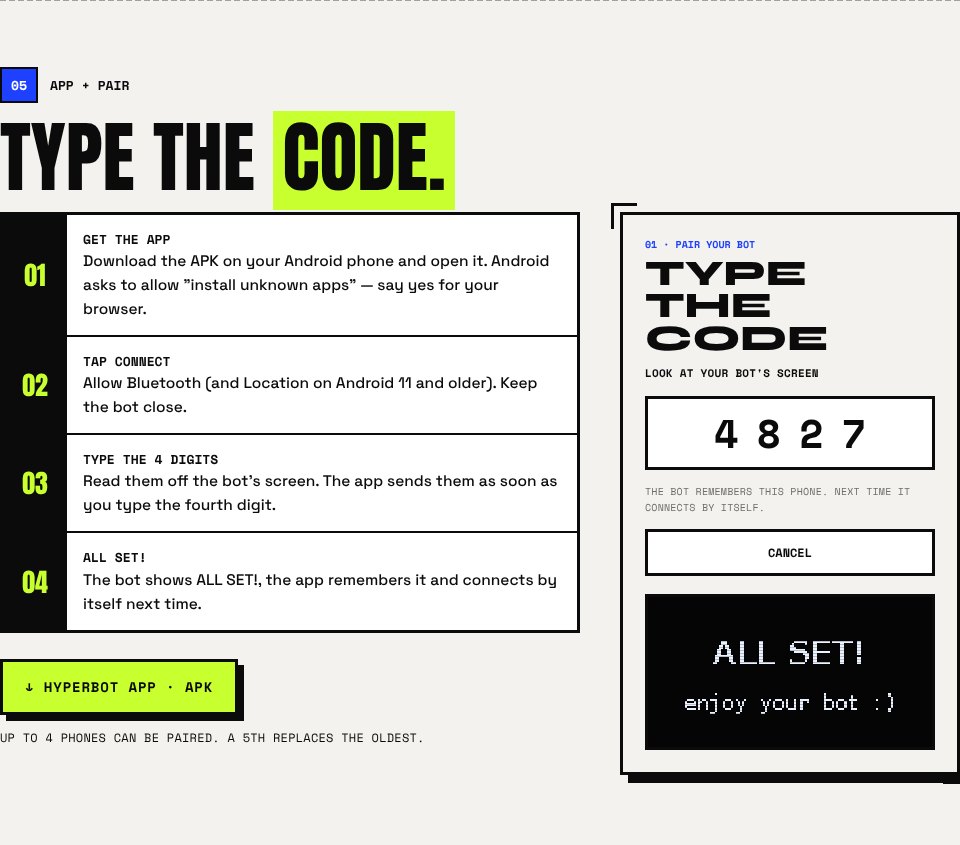 05 APP + PAIR
TYPE THE CODE.
01
GET THE APP
Download the APK on your Android phone and open it. Android
asks to allow ”install unknown apps” — say yes for your
browser.
02
TAP CONNECT
Allow Bluetooth (and Location on Android 11 and older). Keep
the bot close.
03
TYPE THE 4 DIGITS
Read them off the bot’s screen. The app sends them as soon as
you type the fourth digit.
04
ALL SET!
The bot shows ALL SET!, the app remembers it and connects by
itself next time.
↓ HYPERBOT APP · APK
UP TO 4 PHONES CAN BE PAIRED. A 5TH REPLACES THE OLDEST.
01 · PAIR YOUR BOT
TYPE
THE
CODE
LOOK AT YOUR BOT’S SCREEN
4 8 2 7
THE BOT REMEMBERS THIS PHONE. NEXT TIME IT
CONNECTS BY ITSELF.
CANCEL
ALL SET!
enjoy your bot :)